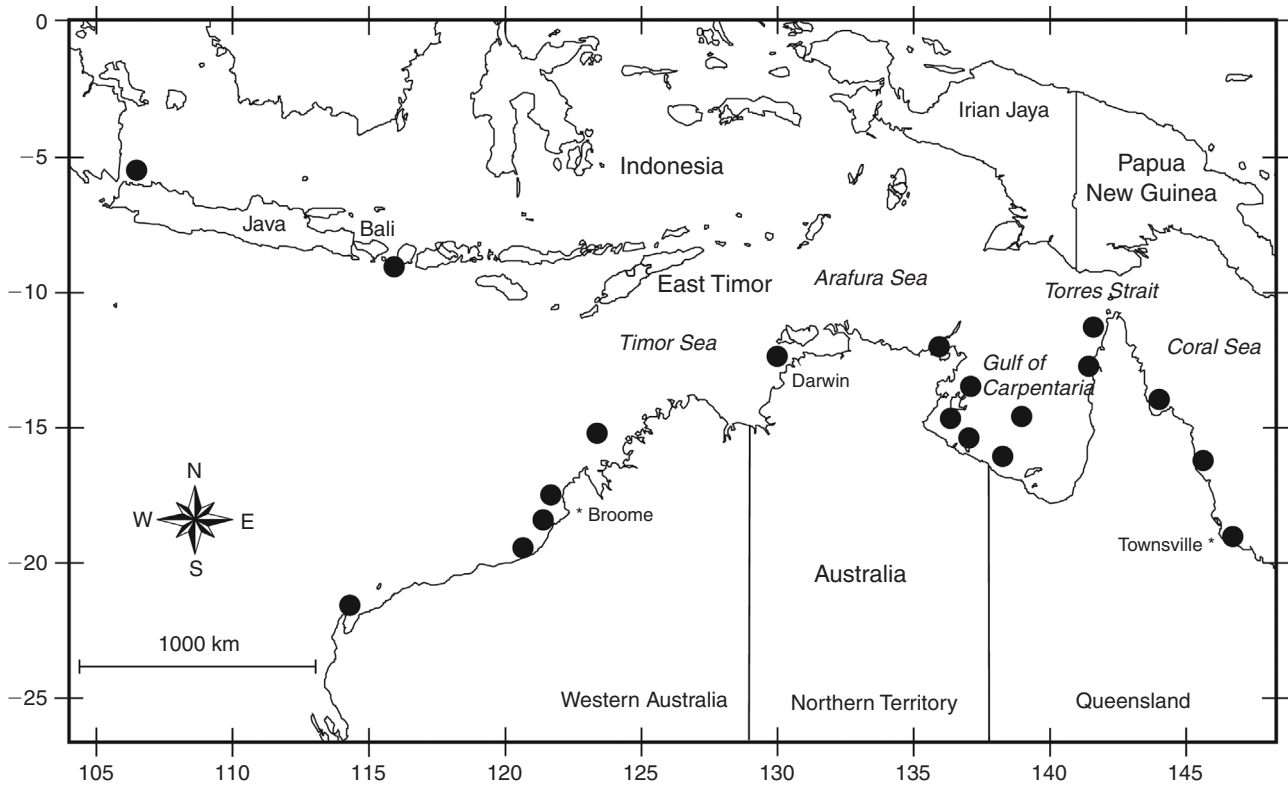 0
Irian Jaya
−5
Indonesia
Papua
New Guinea
Java
Bali
East Timor
Arafura Sea
−10
Torres Strait
Timor Sea
Coral Sea
Darwin
Gulf of
Carpentaria
−15
N
W
E
S
* Broome
Townsville *
−20
Australia
1000 km
−25
Western Australia
Northern Territory
Queensland
105 110 115 120 125 130 135 140 145